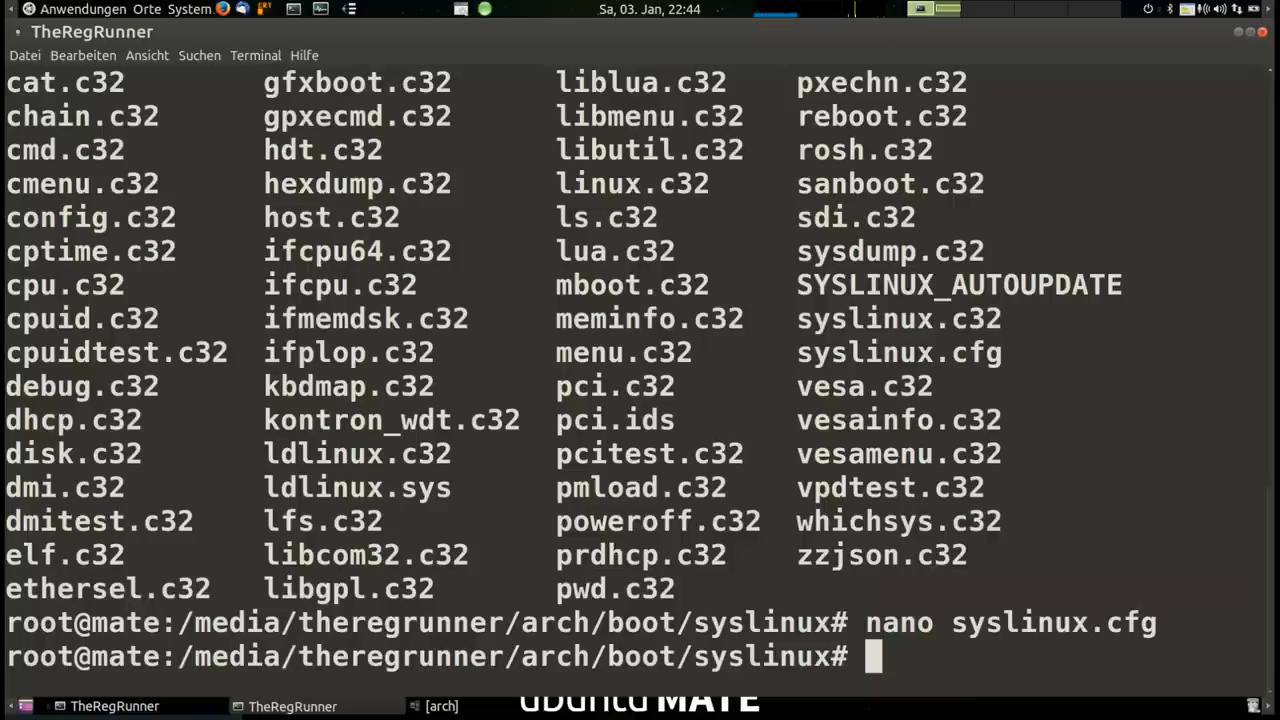 Anwendungen Orte System
Sa, 03. Jan, 22:44
TheRegRunner
Datei Bearbeiten Ansicht Suchen Terminal Hilfe
cat.c32 gfxboot.c32 liblua.c32 pxechn.c32
chain.c32 gpxecmd.c32 libmenu.c32 reboot.c32
cmd.c32 hdt.c32 libutil.c32 rosh.c32
cmenu.c32 hexdump.c32 linux.c32 sanboot.c32
config.c32 host.c32 ls.c32 sdi.c32
cptime.c32 ifcpu64.c32 lua.c32 sysdump.c32
cpu.c32 ifcpu.c32 mboot.c32 SYSLINUX_AUTOUPDATE
cpuid.c32 ifmemdsk.c32 meminfo.c32 syslinux.c32
cpuidtest.c32 ifplop.c32 menu.c32 syslinux.cfg
debug.c32 kbdmap.c32 pci.c32 vesa.c32
dhcp.c32 kontron_wdt.c32 pci.ids vesainfo.c32
disk.c32 ldlinux.c32 pcitest.c32 vesamenu.c32
dmi.c32 ldlinux.sys pmload.c32 vpdtest.c32
dmitest.c32 lfs.c32 poweroff.c32 whichsys.c32
elf.c32 libcom32.c32 prdhcp.c32 zzjson.c32
ethersel.c32 libgpl.c32 pwd.c32
root@mate:/media/theregrunner/arch/boot/syslinux# nano syslinux.cfg
root@mate:/media/theregrunner/arch/boot/syslinux#
ubuntu MATE
TheRegRunner TheRegRunner [arch]